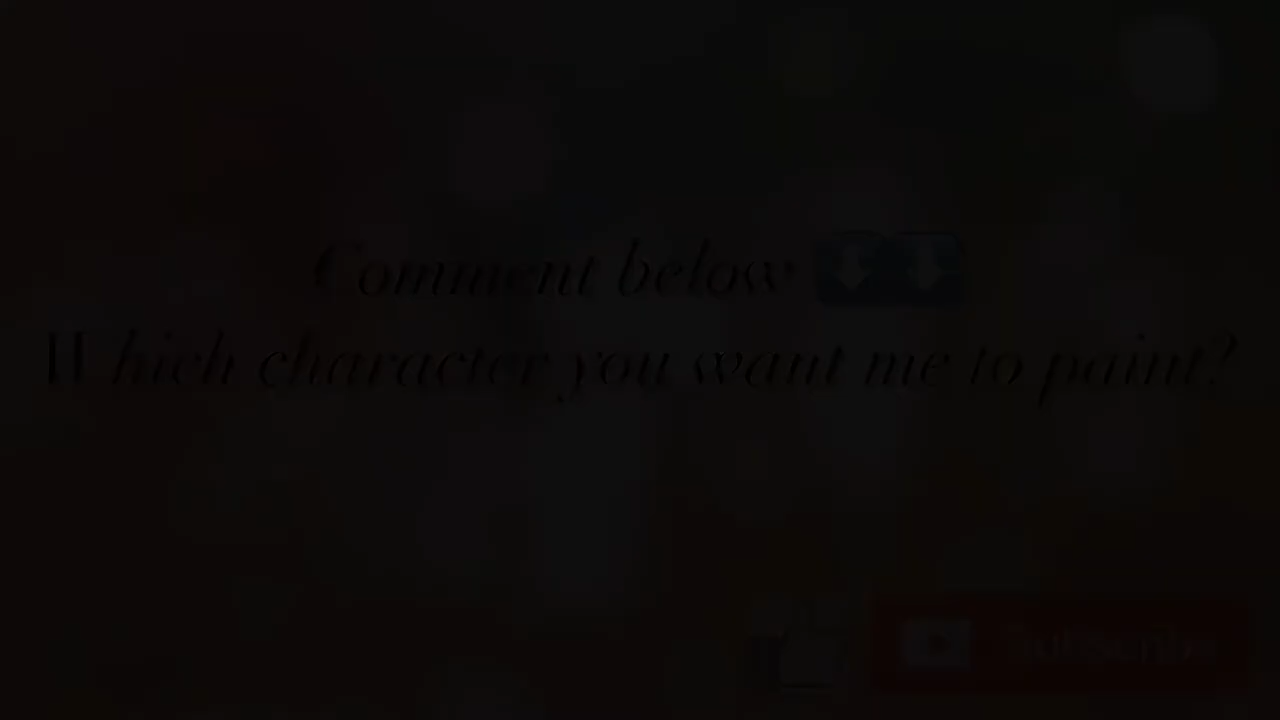 Comment below ⬇️⬇️
Which character you want me to paint?
Subscribe